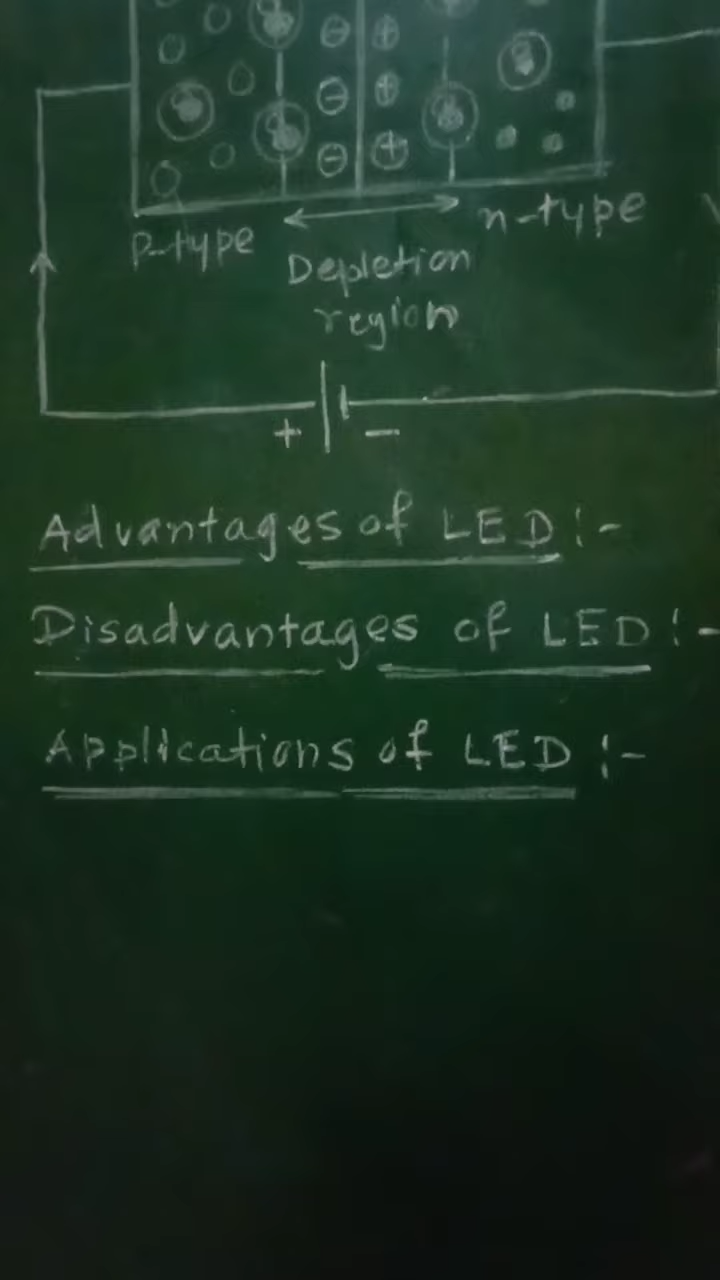 P-type
n-type
Depletion
region
+ -
Advantages of LED :-
Disadvantages of LED :-
Applications of LED :-